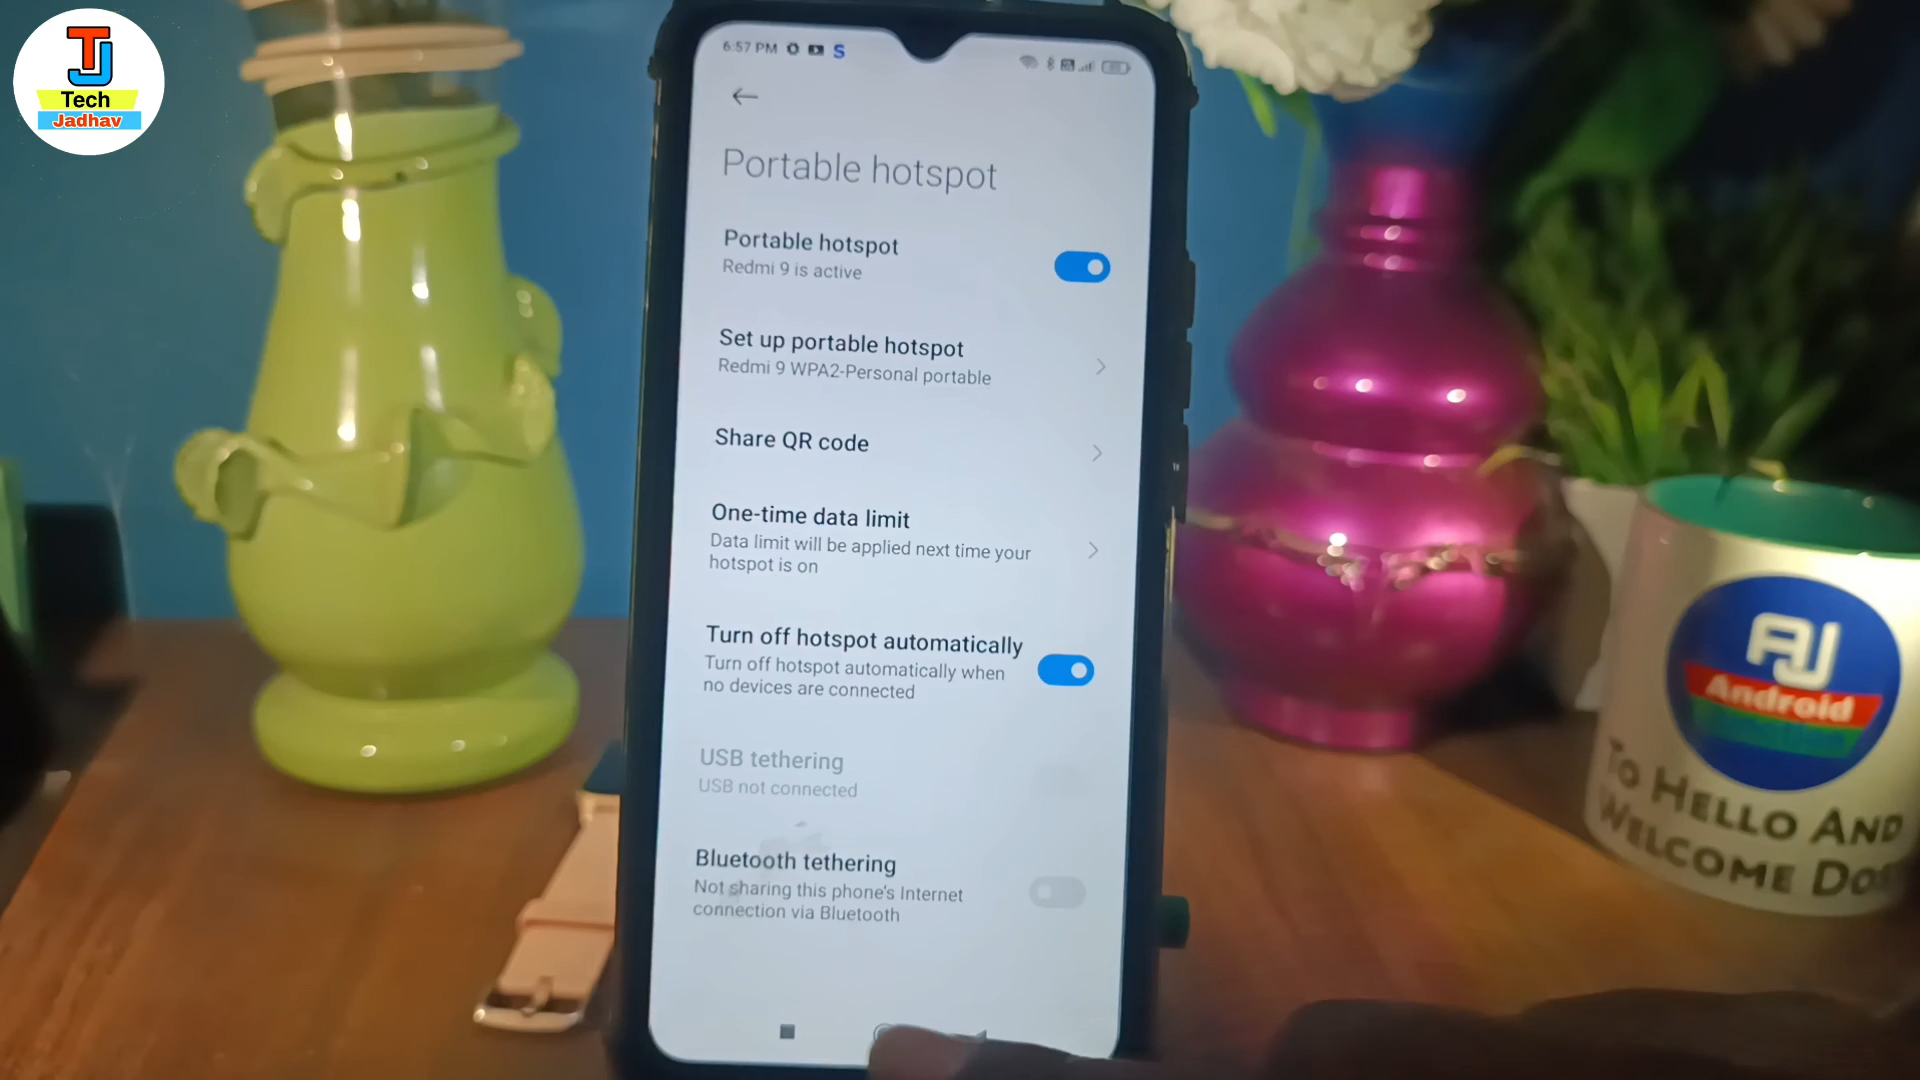 TJ
Tech
Jadhav
6:57 PM S
Portable hotspot
Portable hotspot
Redmi 9 is active
Set up portable hotspot
Redmi 9 WPA2-Personal portable
Share QR code
One-time data limit
Data limit will be applied next time your
hotspot is on
Turn off hotspot automatically
Turn off hotspot automatically when
no devices are connected
USB tethering
USB not connected
Bluetooth tethering
Not sharing this phone's Internet
connection via Bluetooth
AJ
Android
To Hello And
Welcome